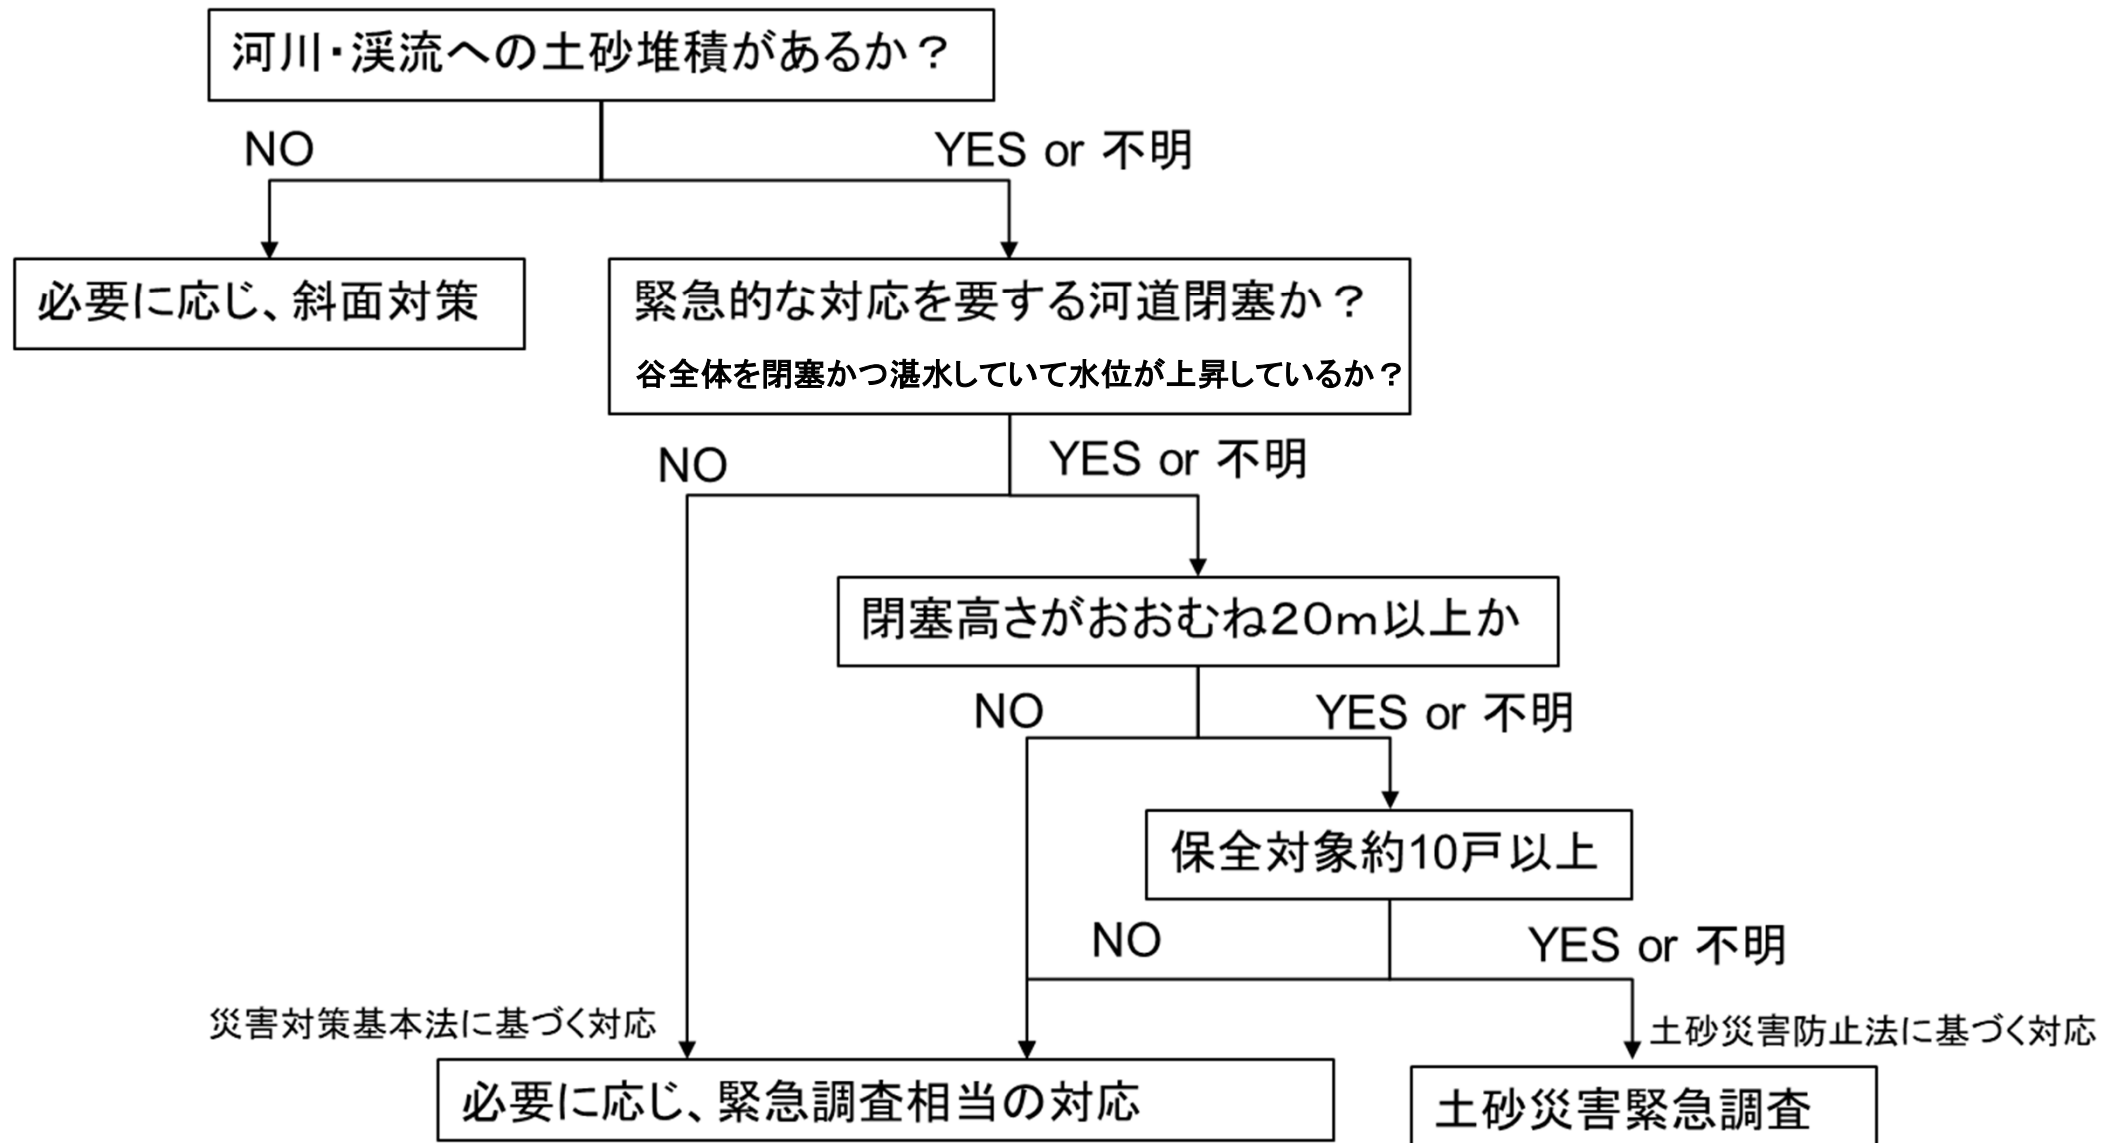 河川・渓流への土砂堆積があるか？
NO
YES or 不明
必要に応じ、斜面対策
緊急的な対応を要する河道閉塞か？
谷全体を閉塞かつ湛水していて水位が上昇しているか？
NO
YES or 不明
閉塞高さがおおむね２０ｍ以上か
NO
YES or 不明
保全対象約10戸以上
NO
YES or 不明
災害対策基本法に基づく対応
土砂災害防止法に基づく対応
必要に応じ、緊急調査相当の対応
土砂災害緊急調査